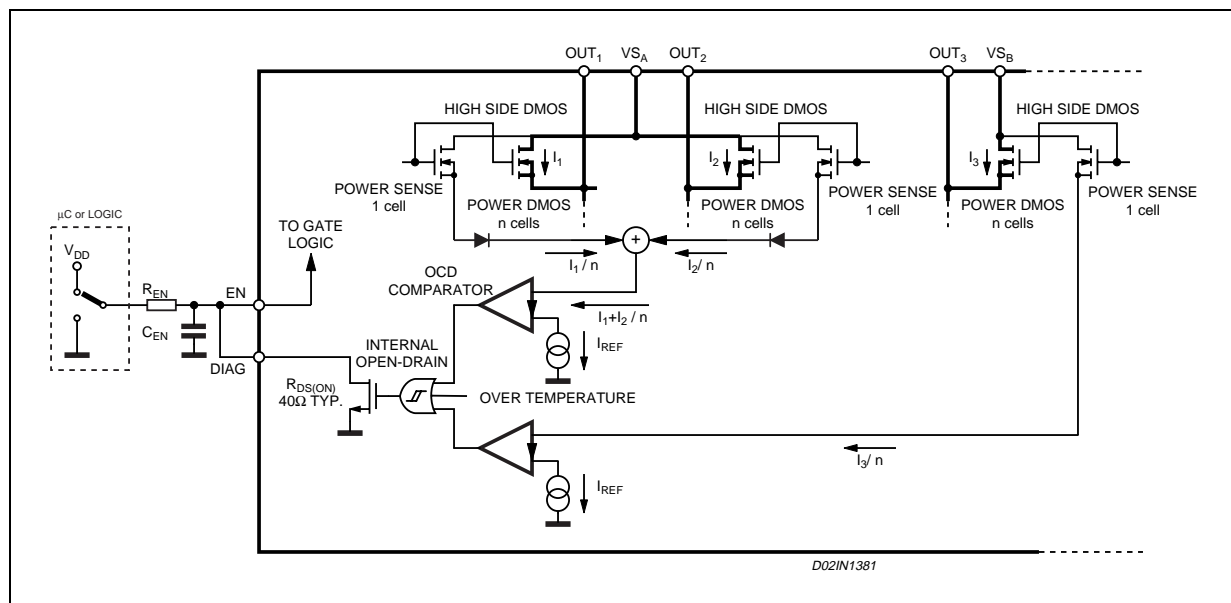 OUT1 VSA OUT2 OUT3 VSB
HIGH SIDE DMOS
HIGH SIDE DMOS
HIGH SIDE DMOS
I1
I2
I3
POWER SENSE
1 cell
POWER DMOS
n cells
POWER DMOS
n cells
POWER SENSE
1 cell
POWER DMOS
n cells
POWER SENSE
1 cell
μC or LOGIC
TO GATE
LOGIC
VDD
+
I1 / n
I2 / n
REN
EN
CEN
DIAG
OCD
COMPARATOR
I1+I2 / n
IREF
INTERNAL
OPEN-DRAIN
RDS(ON)
40Ω TYP.
OVER TEMPERATURE
I3/ n
IREF
D02IN1381